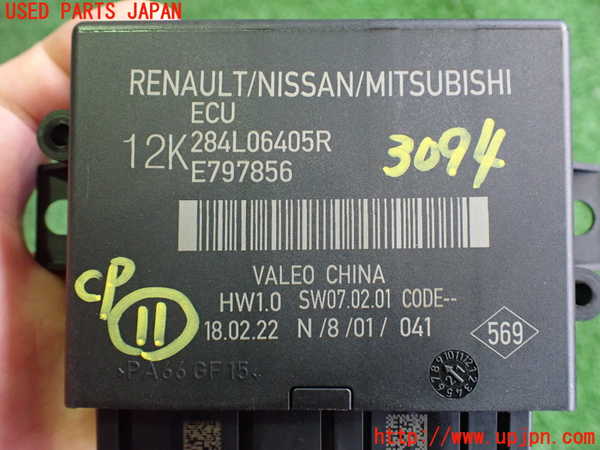 USED PARTS JAPAN
RENAULT/NISSAN/MITSUBISHI
ECU
12K 284L06405R
E797856
3094
VALEO CHINA
HW1.0 SW07.02.01 CODE--
18.02.22 N/8/01/ 041
569
CP 11
>PA66 GF15<
http://www.upjpn.com/